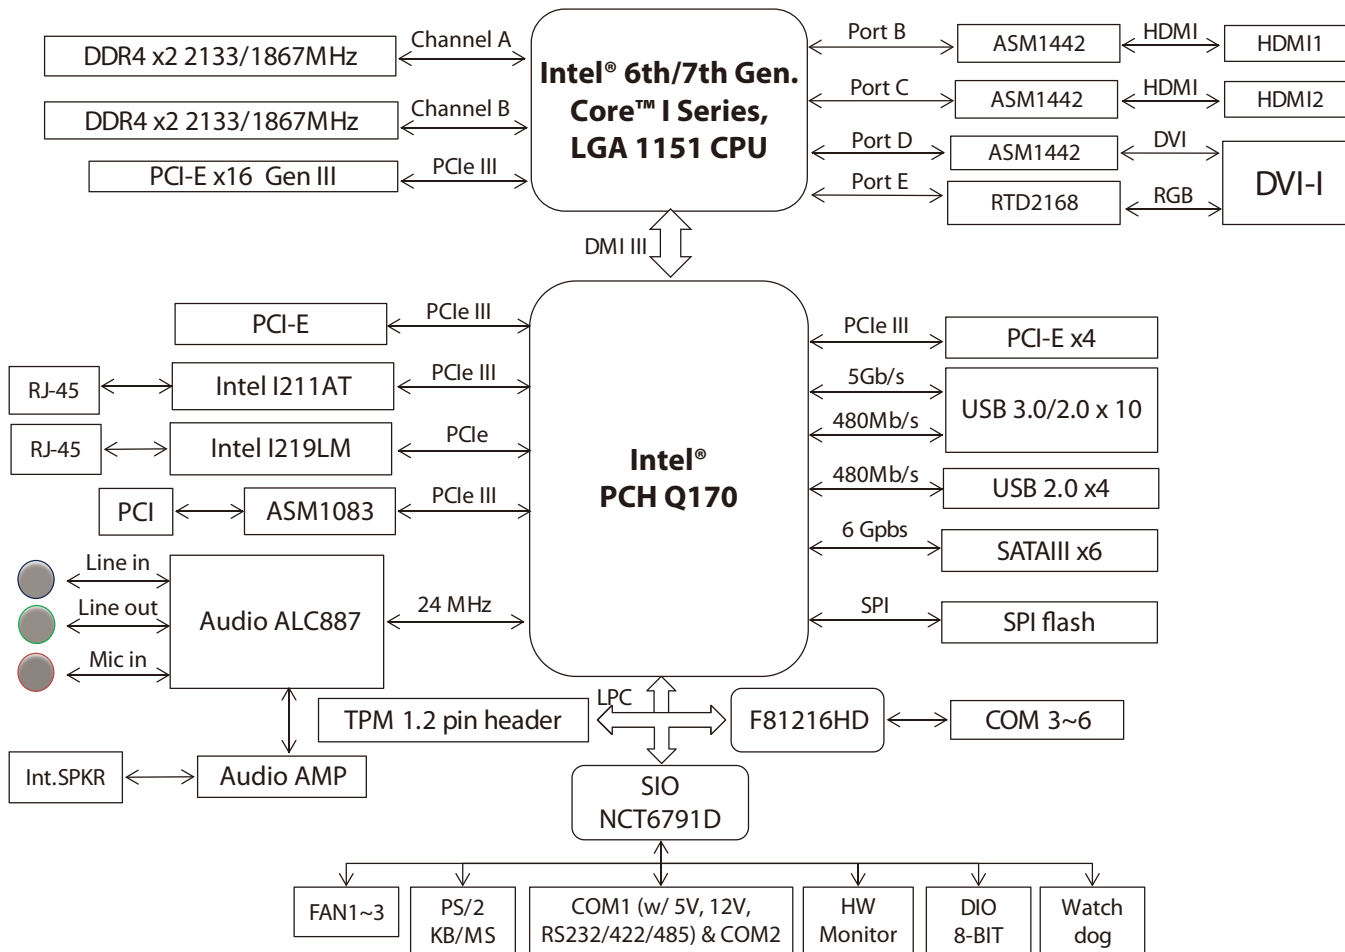 DDR4 x2 2133/1867MHz
Channel A
DDR4 x2 2133/1867MHz
Channel B
PCI-E x16 Gen III
PCIe III
Intel® 6th/7th Gen.
Core™ I Series,
LGA 1151 CPU
Port B
ASM1442
HDMI
HDMI1
Port C
ASM1442
HDMI
HDMI2
Port D
ASM1442
DVI
Port E
RTD2168
RGB
DVI-I
DMI III
PCI-E
PCIe III
RJ-45
Intel I211AT
PCIe III
RJ-45
Intel I219LM
PCIe
PCI
ASM1083
PCIe III
Line in
Line out
Mic in
Audio ALC887
24 MHz
Intel®
PCH Q170
PCIe III
PCI-E x4
5Gb/s
480Mb/s
USB 3.0/2.0 x 10
480Mb/s
USB 2.0 x4
6 Gpbs
SATAIII x6
SPI
SPI flash
LPC
TPM 1.2 pin header
F81216HD
COM 3~6
Int.SPKR
Audio AMP
SIO
NCT6791D
FAN1~3
PS/2
KB/MS
COM1 (w/ 5V, 12V,
RS232/422/485) & COM2
HW
Monitor
DIO
8-BIT
Watch
dog